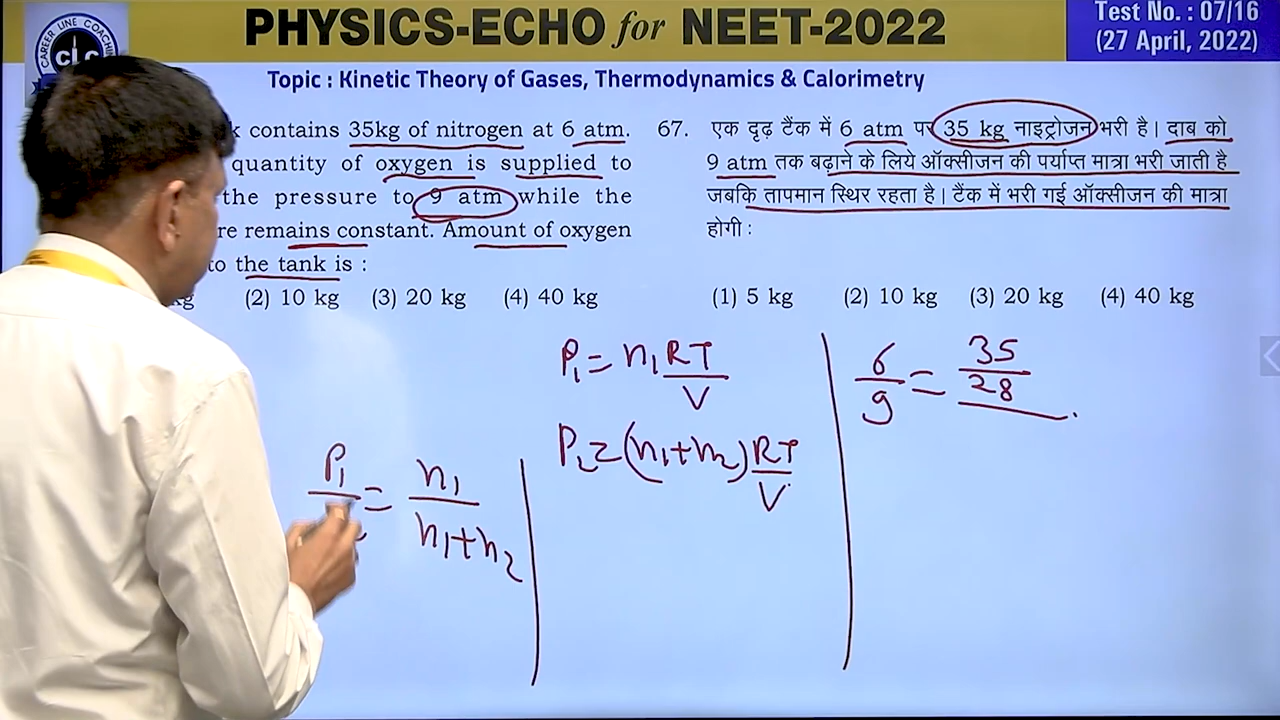 PHYSICS-ECHO for NEET-2022
Test No. : 07/16
(27 April, 2022)
CAREER LINE COACHING
CLC
Topic : Kinetic Theory of Gases, Thermodynamics & Calorimetry
contains 35kg of nitrogen at 6 atm.
quantity of oxygen is supplied to
the pressure to 9 atm while the
remains constant. Amount of oxygen
to the tank is :
kg (2) 10 kg (3) 20 kg (4) 40 kg
67. एक दृढ़ टैंक में 6 atm पर 35 kg नाइट्रोजन भरी है। दाब को
9 atm तक बढ़ाने के लिये ऑक्सीजन की पर्याप्त मात्रा भरी जाती है
जबकि तापमान स्थिर रहता है। टैंक में भरी गई ऑक्सीजन की मात्रा
होगी :
(1) 5 kg (2) 10 kg (3) 20 kg (4) 40 kg
P₁ = n₁RT/V
P₂ = (n₁+n₂)RT/V
P₁/ = n₁/n₁+n₂
6/9 = 35/28